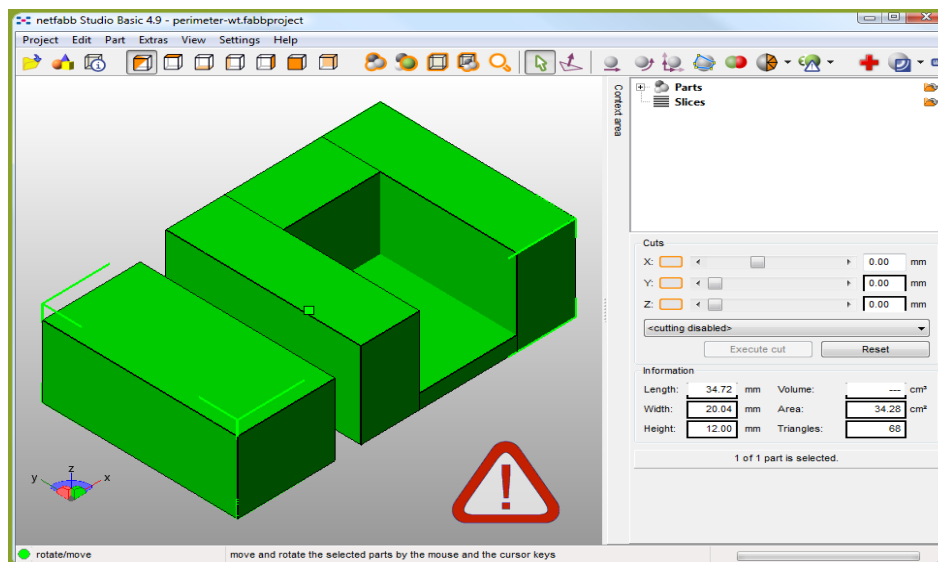 netfabb Studio Basic 4.9 - perimeter-wt.fabbproject
Project Edit Part Extras View Settings Help
Context area
Parts
Slices
Cuts
X: 0.00 mm
Y: 0.00 mm
Z: 0.00 mm
<cutting disabled>
Execute cut Reset
Information
Length: 34.72 mm Volume: --- cm³
Width: 20.04 mm Area: 34.28 cm²
Height: 12.00 mm Triangles: 68
1 of 1 part is selected.
z
y x
!
rotate/move move and rotate the selected parts by the mouse and the cursor keys